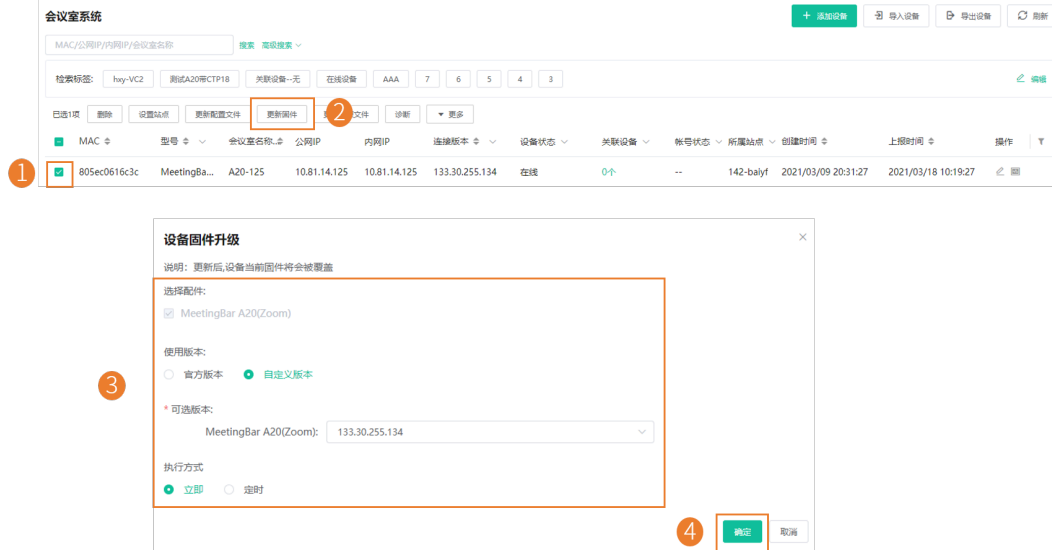 会议室系统
添加设备 导入设备 导出设备 刷新
MAC/公网IP/内网IP/会议室名称 搜索 高级搜索
检索标签: hxy-VC2 测试A20带CTP18 关联设备--无 在线设备 AAA 7 6 5 4 3 编辑
已选1项 删除 设置站点 更新配置文件 更新固件 2 文件 诊断 更多
MAC 型号 会议室名称... 公网IP 内网IP 连接版本 设备状态 关联设备 帐号状态 所属站点 创建时间 上报时间 操作
1 805ec0616c3c MeetingBa... A20-125 10.81.14.125 10.81.14.125 133.30.255.134 在线 0个 -- 142-baiyf 2021/03/09 20:31:27 2021/03/18 10:19:27
设备固件升级
说明：更新后,设备当前固件将会被覆盖
选择配件:
MeetingBar A20(Zoom)
使用版本:
官方版本 自定义版本
3
* 可选版本:
MeetingBar A20(Zoom): 133.30.255.134
执行方式
立即 定时
4 确定 取消